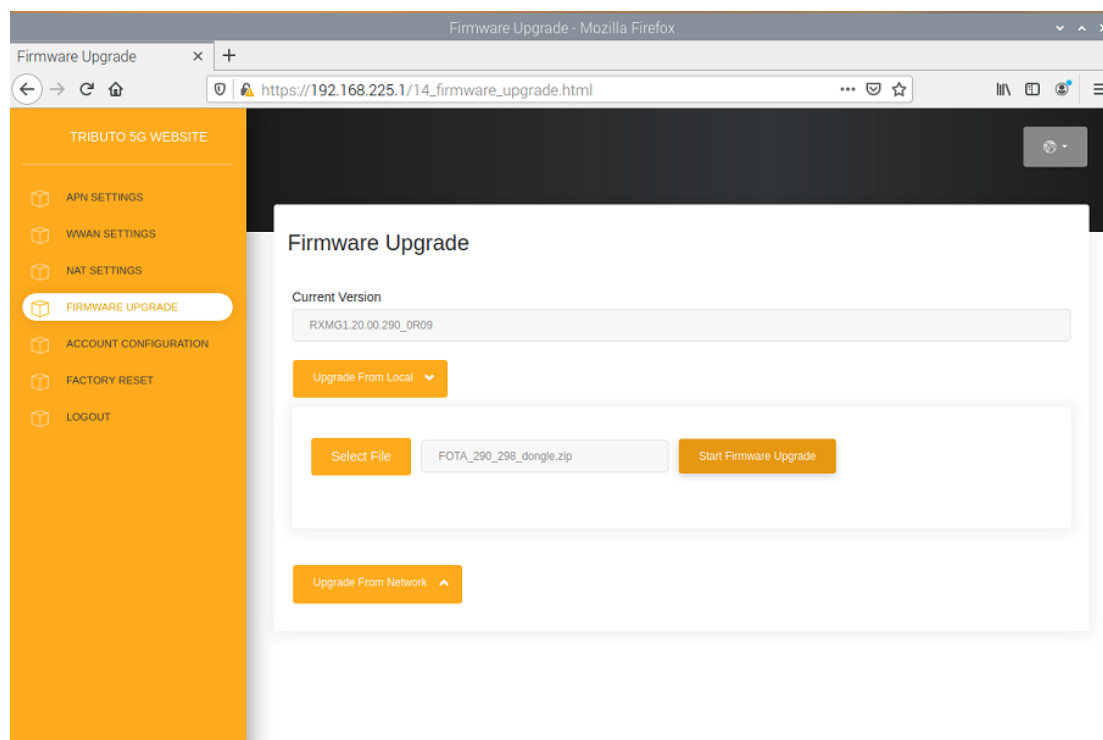 Firmware Upgrade - Mozilla Firefox
Firmware Upgrade
https://192.168.225.1/14_firmware_upgrade.html
TRIBUTO 5G WEBSITE
APN SETTINGS
WWAN SETTINGS
NAT SETTINGS
FIRMWARE UPGRADE
ACCOUNT CONFIGURATION
FACTORY RESET
LOGOUT
Firmware Upgrade
Current Version
RXMG1.20.00.290_0R09
Upgrade From Local
Select File
FOTA_290_298_dongle.zip
Start Firmware Upgrade
Upgrade From Network